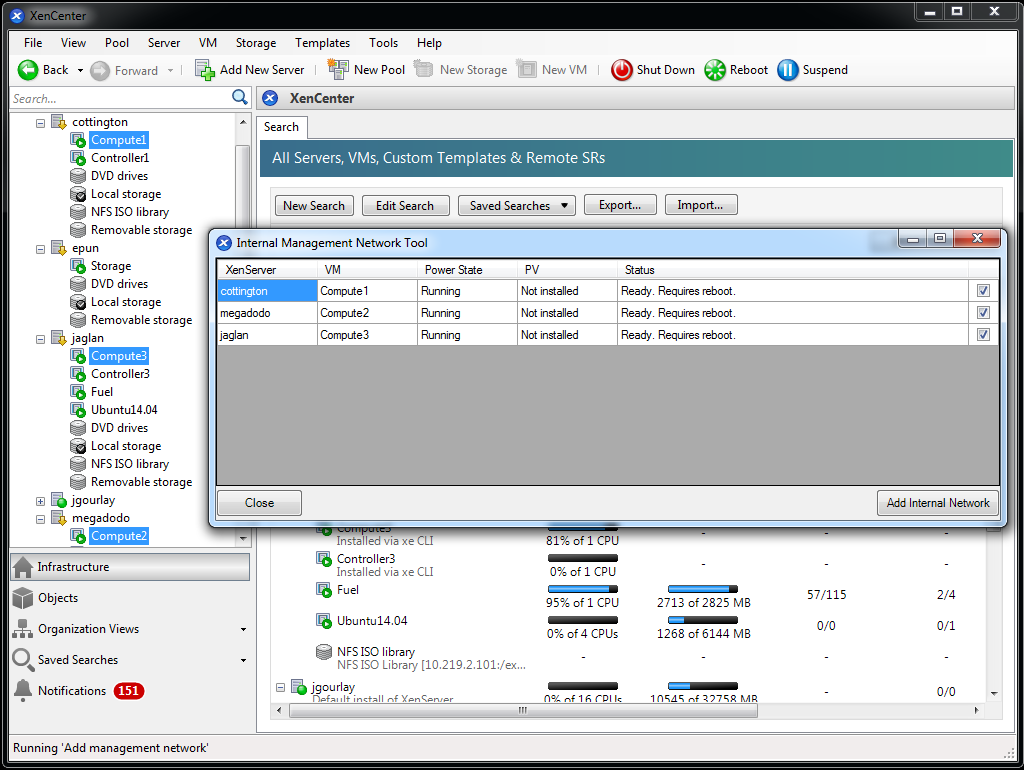 XenCenter
File View Pool Server VM Storage Templates Tools Help
Back Forward Add New Server New Pool New Storage New VM Shut Down Reboot Suspend
Search...
XenCenter
cottington
Compute1
Controller1
DVD drives
Local storage
NFS ISO library
Removable storage
epun
Storage
DVD drives
Local storage
Removable storage
jaglan
Compute3
Controller3
Fuel
Ubuntu14.04
DVD drives
Local storage
NFS ISO library
Removable storage
jgourlay
megadodo
Compute2
Infrastructure
Objects
Organization Views
Saved Searches
Notifications 151
Search
All Servers, VMs, Custom Templates & Remote SRs
New Search Edit Search Saved Searches Export... Import...
Internal Management Network Tool
XenServer VM Power State PV Status
cottington Compute1 Running Not installed Ready. Requires reboot.
megadodo Compute2 Running Not installed Ready. Requires reboot.
jaglan Compute3 Running Not installed Ready. Requires reboot.
Close Add Internal Network
Compute3
Installed via xe CLI 81% of 1 CPU - - -
Controller3
Installed via xe CLI 0% of 1 CPU - - -
Fuel 95% of 1 CPU 2713 of 2825 MB 57/115 2/4
Ubuntu14.04 0% of 4 CPUs 1268 of 6144 MB 0/0 0/1
NFS ISO library
NFS ISO Library [10.219.2.101:/ex... - - - -
jgourlay
Default install of XenServer 0% of 16 CPUs 10545 of 32758 MB - 0/0
Running 'Add management network'